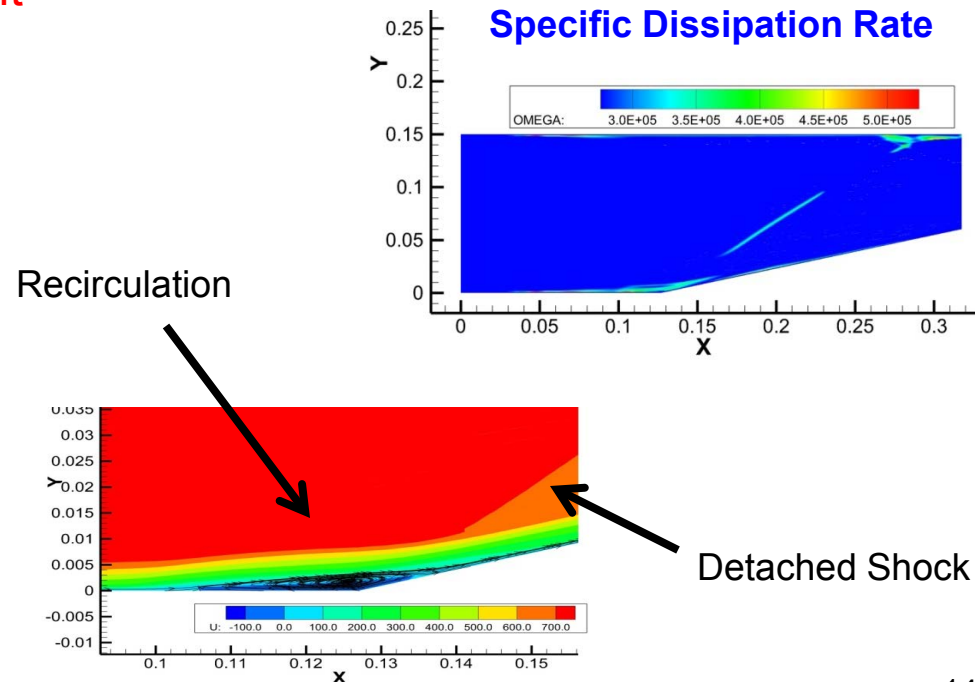 Specific Dissipation Rate
0.25
Y
0.2
OMEGA: 3.0E+05 3.5E+05 4.0E+05 4.5E+05 5.0E+05
0.15
0.1
0.05
0
0 0.05 0.1 0.15 0.2 0.25 0.3
X
Recirculation
0.035
0.03
0.025
Y
0.02
0.015
0.01
0.005
0
-0.005
-0.01
U: -100.0 0.0 100.0 200.0 300.0 400.0 500.0 600.0 700.0
0.1 0.11 0.12 0.13 0.14 0.15
X
Detached Shock